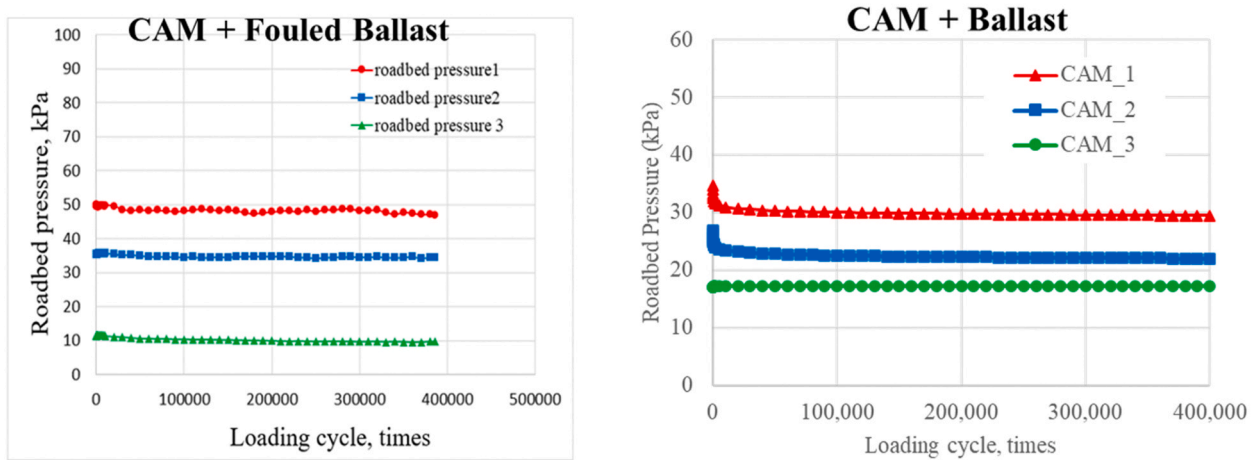 CAM + Fouled Ballast
100
90
80
70
60
50
40
30
20
10
0
Roadbed pressure, kPa
roadbed pressure1
roadbed pressure2
roadbed pressure 3
0 100000 200000 300000 400000 500000
Loading cycle, times
CAM + Ballast
60
50
40
30
20
10
0
Roadbed Pressure (kPa)
CAM_1
CAM_2
CAM_3
0 100,000 200,000 300,000 400,000
Loading cycle, times